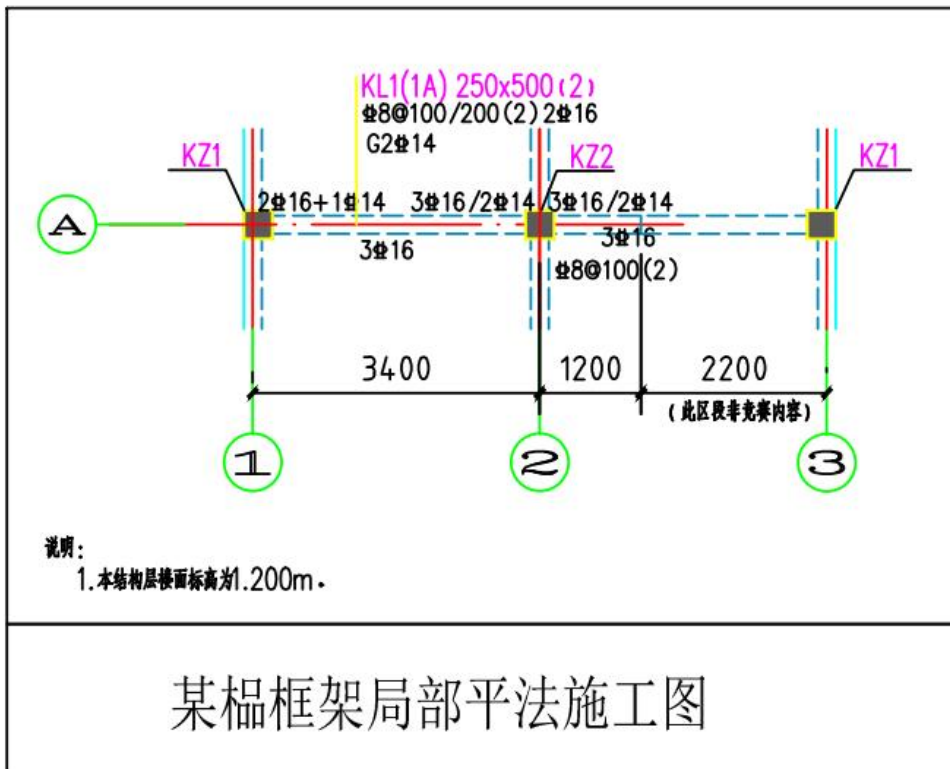 KL1(1A) 250x500(2)
⌀8@100/200(2) 2⌀16
G2⌀14
KZ1
KZ2
KZ1
2⌀16+1⌀14
3⌀16/2⌀14
3⌀16/2⌀14
A
3⌀16
3⌀16
⌀8@100(2)
3400
1200
2200
(此区段非竞赛内容)
1
2
3
说明:
1.本结构层楼面标高为1.200m.
某榀框架局部平法施工图